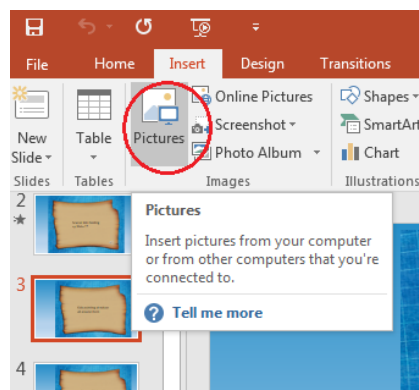 File Home Insert Design Transitions
New
Slide
Table
Pictures
Online Pictures
Screenshot
Photo Album
Shapes
SmartArt
Chart
Slides Tables Images Illustrations
2
Pictures
Insert pictures from your computer
or from other computers that you're
connected to.
3
Tell me more
4